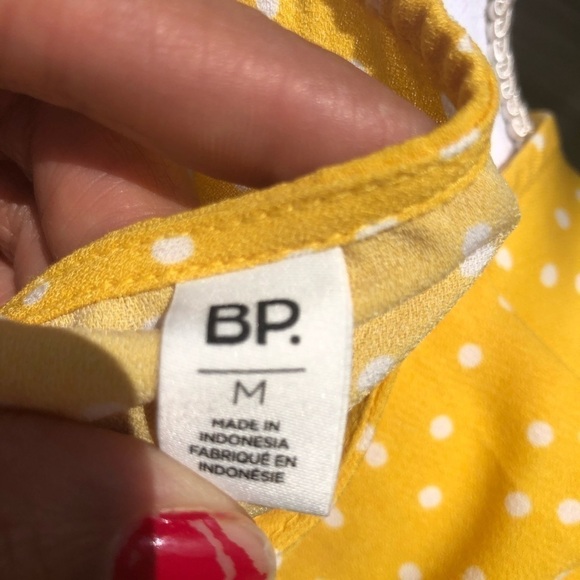 BP.
M
MADE IN
INDONESIA
FABRIQUÉ EN
INDONÉSIE